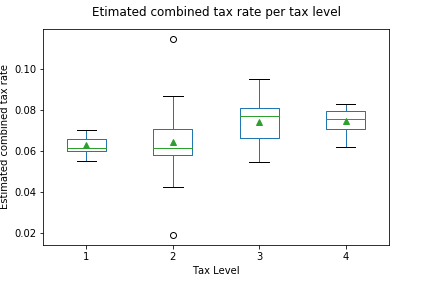 Etimated combined tax rate per tax level
Estimated combined tax rate
0.10
0.08
0.06
0.04
0.02
1 2 3 4
Tax Level